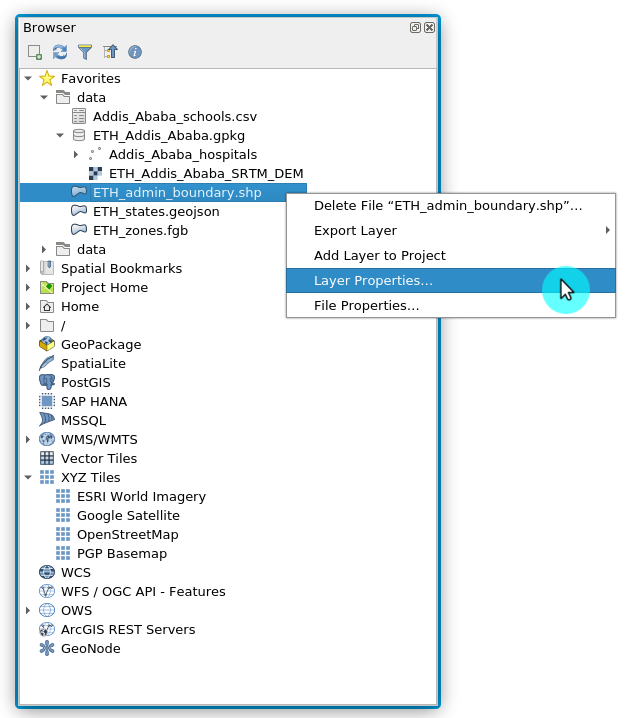 Browser
Favorites
data
Addis_Ababa_schools.csv
ETH_Addis_Ababa.gpkg
Addis_Ababa_hospitals
ETH_Addis_Ababa_SRTM_DEM
ETH_admin_boundary.shp
ETH_states.geojson
ETH_zones.fgb
data
Delete File “ETH_admin_boundary.shp”…
Export Layer
Add Layer to Project
Layer Properties…
File Properties…
Spatial Bookmarks
Project Home
Home
/
GeoPackage
SpatiaLite
PostGIS
SAP HANA
MSSQL
WMS/WMTS
Vector Tiles
XYZ Tiles
ESRI World Imagery
Google Satellite
OpenStreetMap
PGP Basemap
WCS
WFS / OGC API - Features
OWS
ArcGIS REST Servers
GeoNode